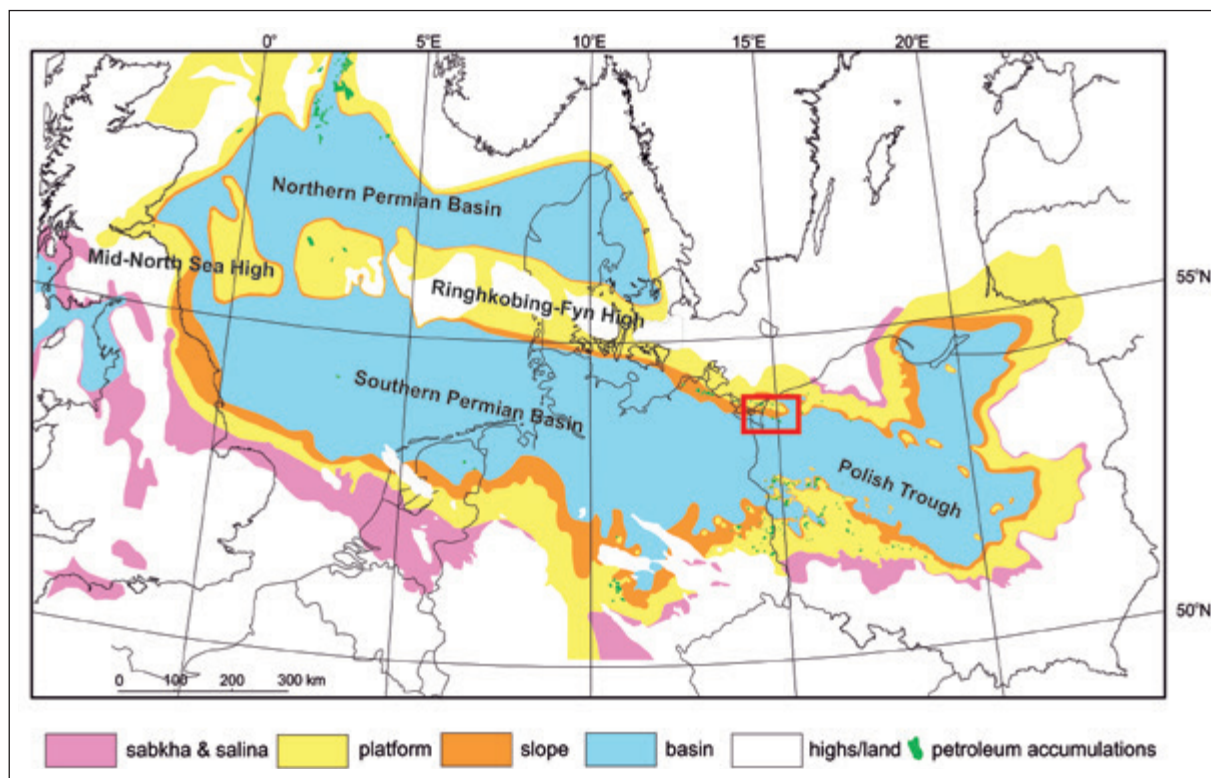 0° 5°E 10°E 15°E 20°E
Northern Permian Basin
Mid-North Sea High
55°N
Ringhkobing-Fyn High
Southern Permian Basin
Polish Trough
50°N
0 100 200 300 km
sabkha & salina platform slope basin highs/land petroleum accumulations